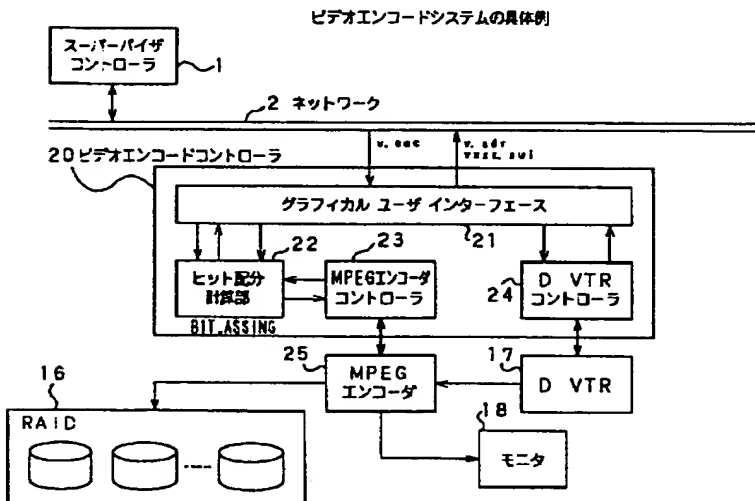 ビデオエンコードシステムの具体例
スーパーバイザ
コントローラ
1
2 ネットワーク
v.enc
v.adr
20 ビデオエンコードコントローラ
グラフィカル ユーザ インターフェース
21
22
23
ヒット配分
計算部
BIT_ASSING
MPEGエンコーダ
コントローラ
24
D VTR
コントローラ
25
MPEG
エンコーダ
17
D VTR
16
RAID
18
モニタ